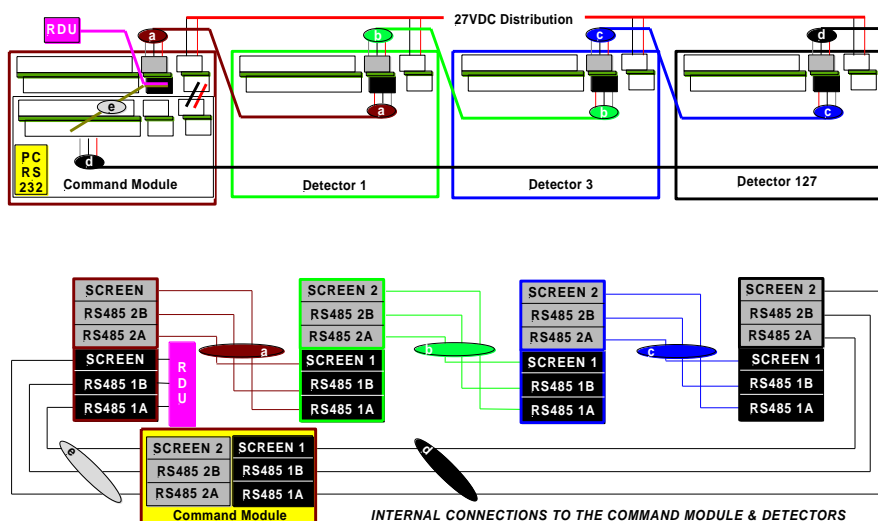 27VDC Distribution
RDU
a
b
c
d
e
a
b
c
d
PC
RS
232
Command Module
Detector 1
Detector 3
Detector 127
SCREEN
RS485 2B
RS485 2A
SCREEN
RS485 1B
RS485 1A
R
D
U
a
SCREEN 2
RS485 2B
RS485 2A
SCREEN 1
RS485 1B
RS485 1A
b
SCREEN 2
RS485 2B
RS485 2A
SCREEN 1
RS485 1B
RS485 1A
c
SCREEN 2
RS485 2B
RS485 2A
SCREEN 1
RS485 1B
RS485 1A
e
SCREEN 2
SCREEN 1
RS485 2B
RS485 1B
RS485 2A
RS485 1A
Command Module
d
INTERNAL CONNECTIONS TO THE COMMAND MODULE & DETECTORS